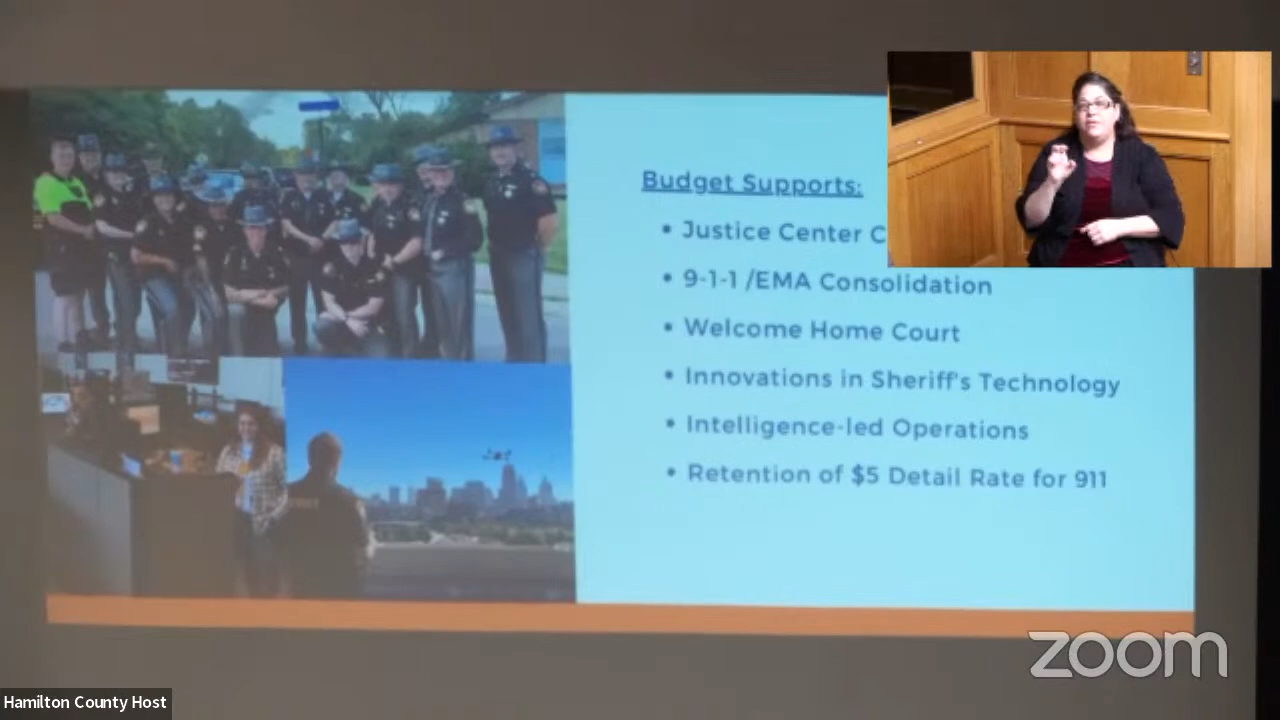 Budget Supports:
• Justice Center C
• 9-1-1 /EMA Consolidation
• Welcome Home Court
• Innovations in Sheriff's Technology
• Intelligence-led Operations
• Retention of $5 Detail Rate for 911
zoom
Hamilton County Host